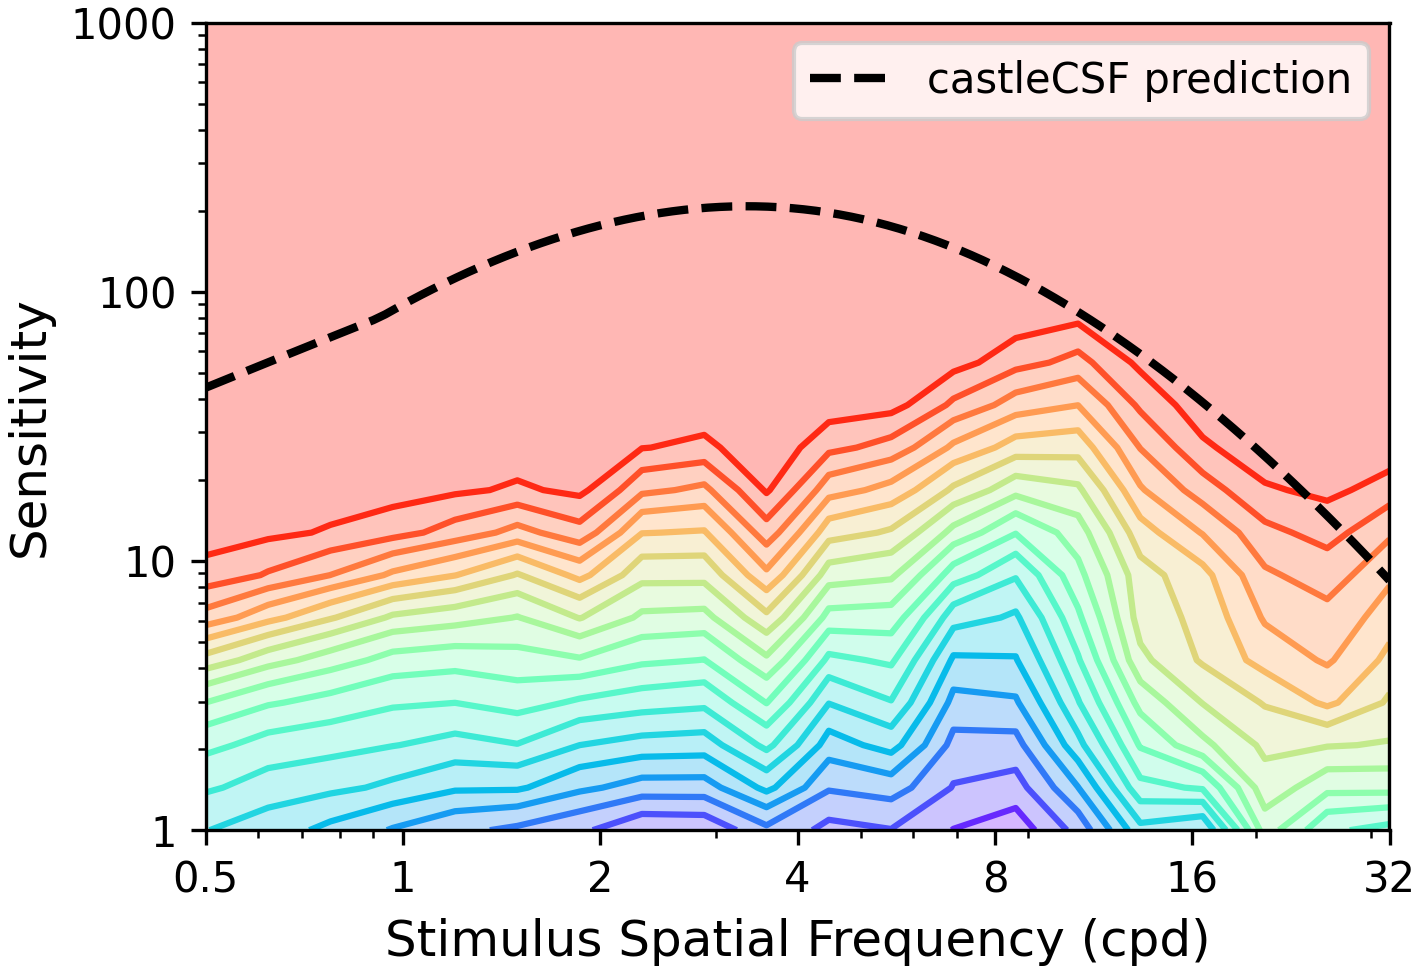 1000
100
10
1
Sensitivity
castleCSF prediction
0.5 1 2 4 8 16 32
Stimulus Spatial Frequency (cpd)